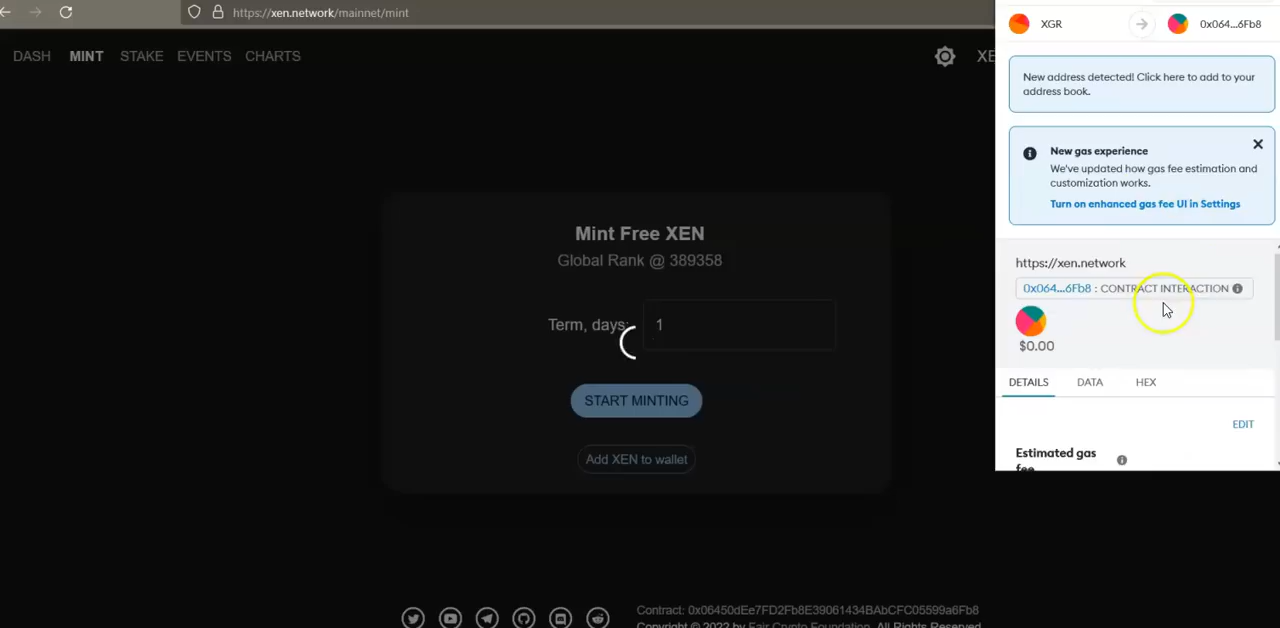 https://xen.network/mainnet/mint
DASH MINT STAKE EVENTS CHARTS
XE
Mint Free XEN
Global Rank @ 389358
Term, days: 1
START MINTING
Add XEN to wallet
Contract: 0x06450dEe7FD2Fb8E39061434BAbCFC05599a6Fb8
Copyright © 2022 by Fair Crypto Foundation. All Rights Reserved
XGR 0x064...6Fb8
New address detected! Click here to add to your
address book.
New gas experience
We've updated how gas fee estimation and
customization works.
Turn on enhanced gas fee UI in Settings
https://xen.network
0x064...6Fb8 : CONTRACT INTERACTION
$0.00
DETAILS DATA HEX
EDIT
Estimated gas
fee